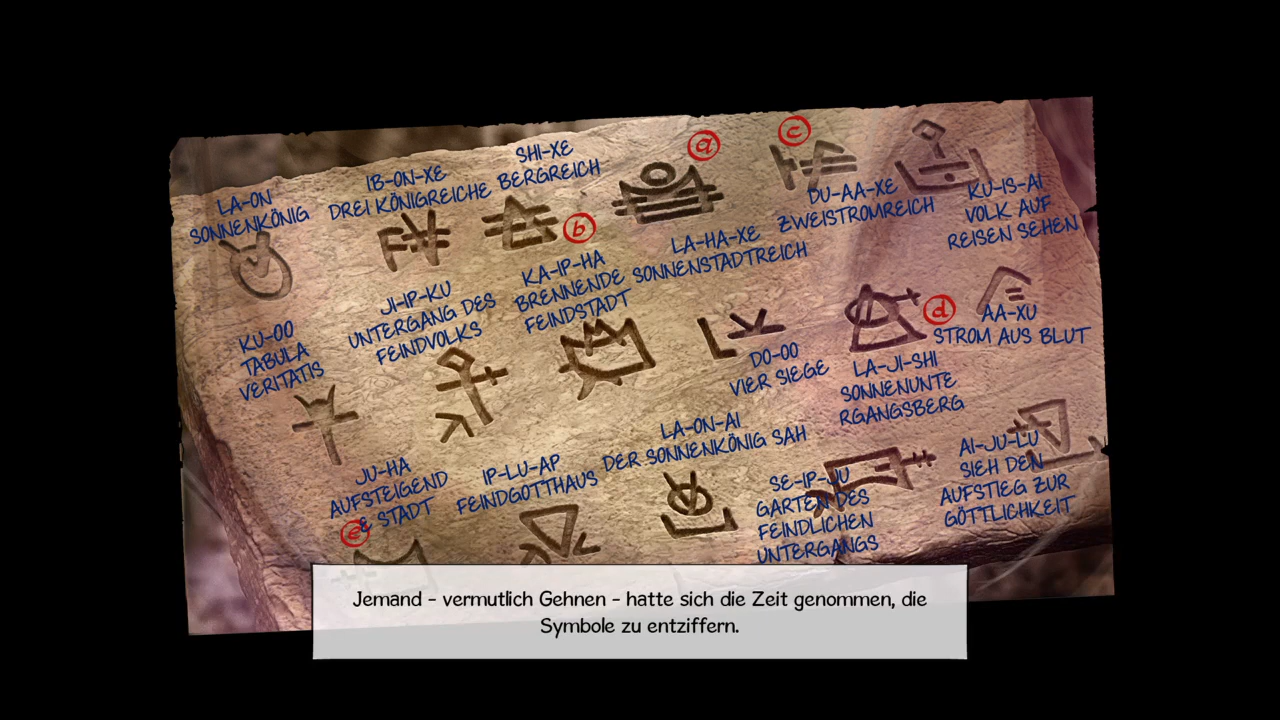 LA-ON
SONNENKÖNIG
IB-ON-XE
DREI KÖNIGREICHE
SHI-XE
BERGREICH
a
c
b
LA-HA-XE
SONNENSTADTREICH
DU-AA-XE
ZWEISTROMREICH
KU-IS-AI
VOLK AUF
REISEN SEHEN
KU-OO
TABULA
VERITATIS
JI-IP-KU
UNTERGANG DES
FEINDVOLKS
KA-IP-HA
BRENNENDE
FEINDSTADT
DO-OO
VIER SIEGE
d
LA-JI-SHI
SONNENUNTE
RGANGSBERG
AA-XU
STROM AUS BLUT
JU-HA
AUFSTEIGEND
E STADT
e
IP-LU-AP
FEINDGOTTHAUS
LA-ON-AI
DER SONNENKÖNIG SAH
SE-IP-JU
GARTEN DES
FEINDLICHEN
UNTERGANGS
AI-JU-LU
SIEH DEN
AUFSTIEG ZUR
GÖTTLICHKEIT
Jemand - vermutlich Gehnen - hatte sich die Zeit genommen, die
Symbole zu entziffern.